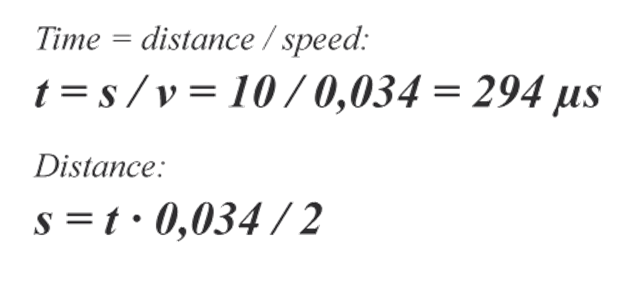 Time = distance / speed:
t = s / v = 10 / 0,034 = 294 µs
Distance:
s = t · 0,034 / 2